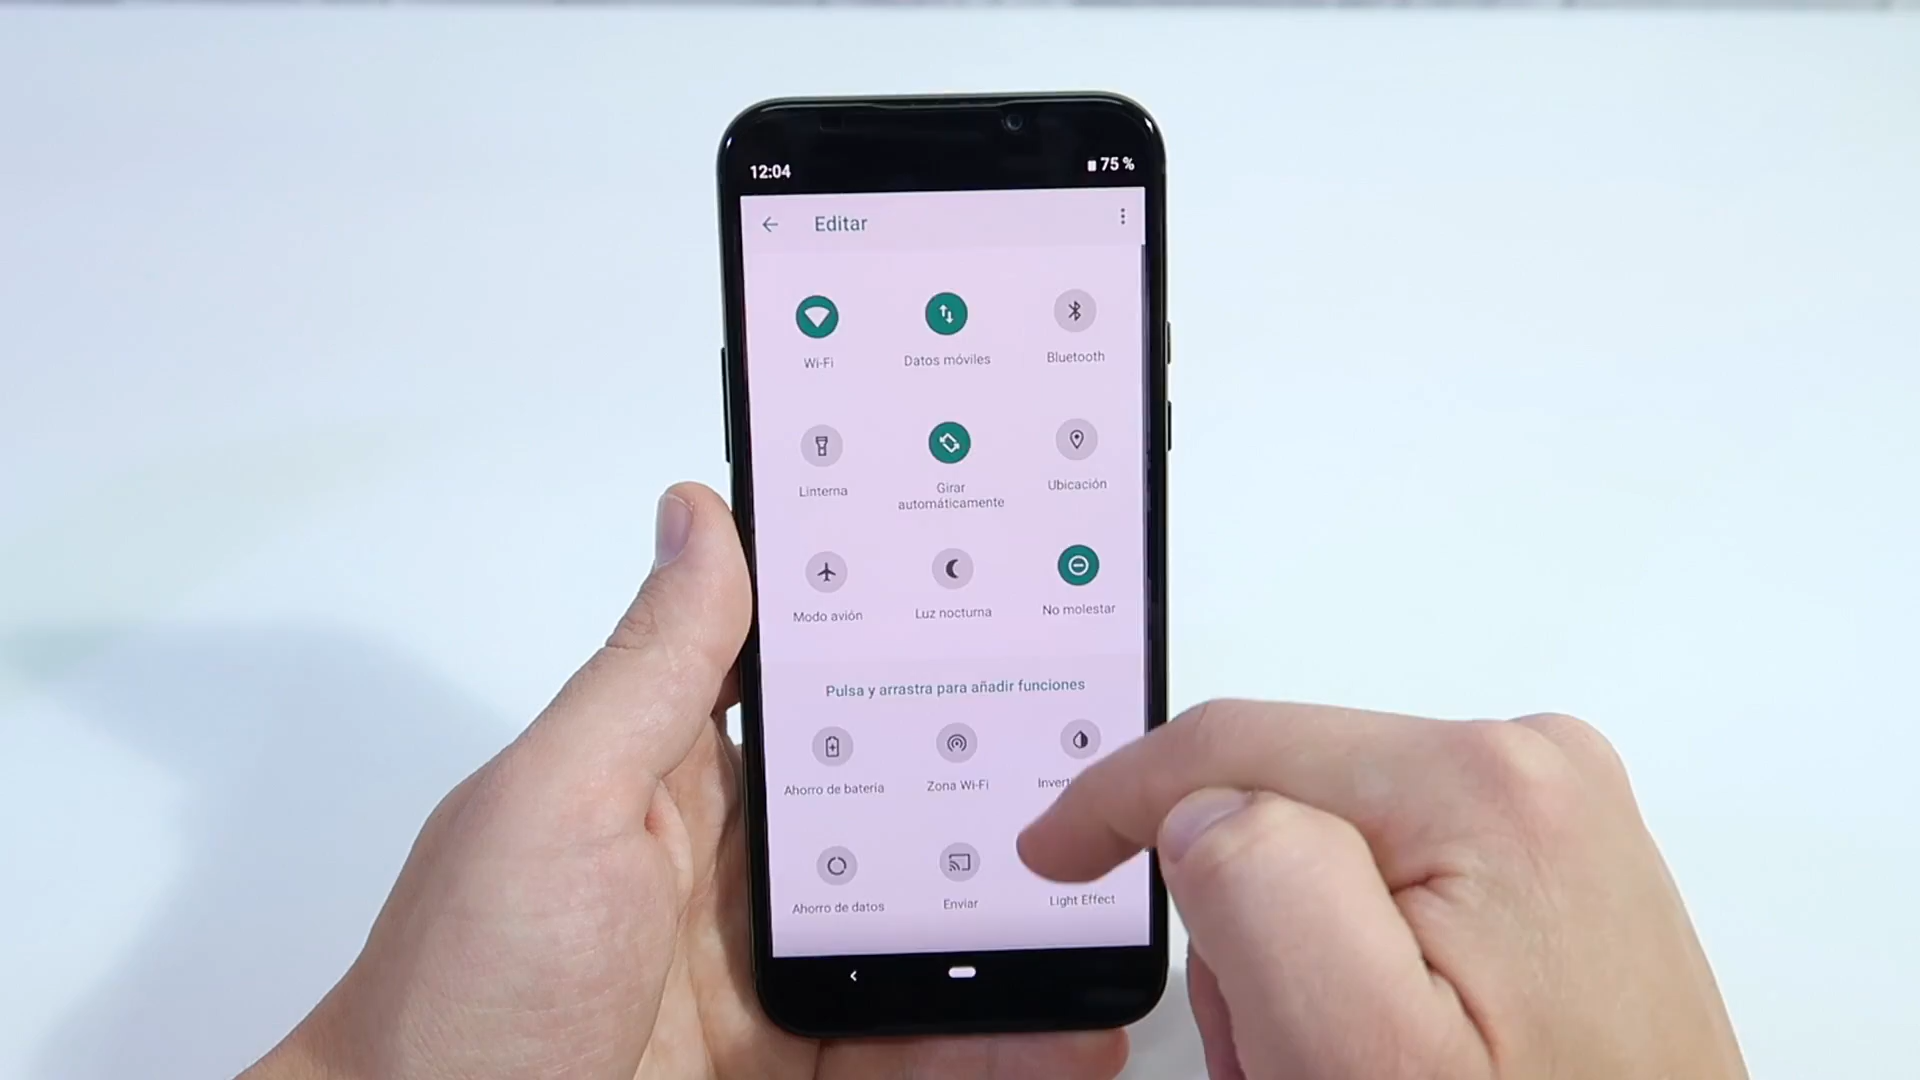 12:04
75 %
Editar
Wi-Fi
Datos móviles
Bluetooth
Linterna
Girar
automáticamente
Ubicación
Modo avión
Luz nocturna
No molestar
Pulsa y arrastra para añadir funciones
Ahorro de batería
Zona Wi-Fi
Ahorro de datos
Enviar
Light Effect